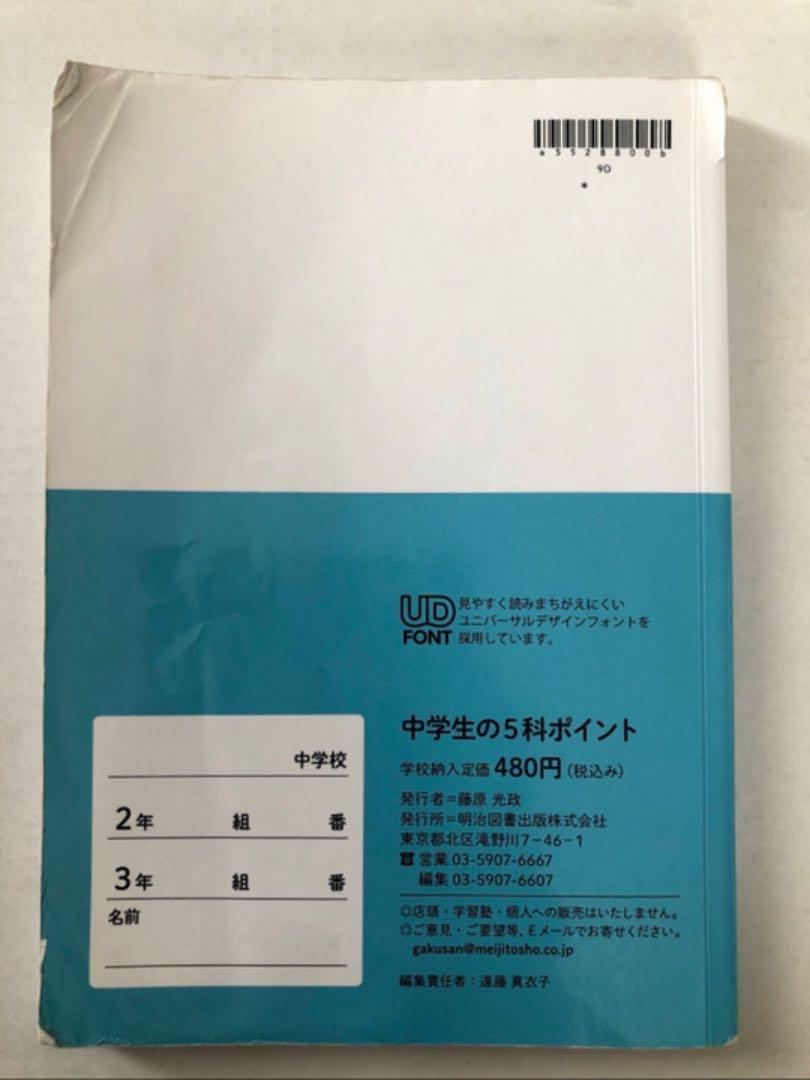 a5528800b
9D
*
UD FONT
見やすく読みまちがえにくい
ユニバーサルデザインフォントを
採用しています。
中学生の5科ポイント
学校納入定価 480円(税込み)
発行者=藤原 光政
発行所=明治図書出版株式会社
東京都北区滝野川7-46-1
☎ 営業 03-5907-6667
編集 03-5907-6607
◎店頭・学習塾・個人への販売はいたしません。
◎ご意見・ご要望等、Eメールでお寄せください。
gakusan@meijitosho.co.jp
編集責任者:遠藤 真衣子
中学校
2年 組 番
3年 組 番
名前